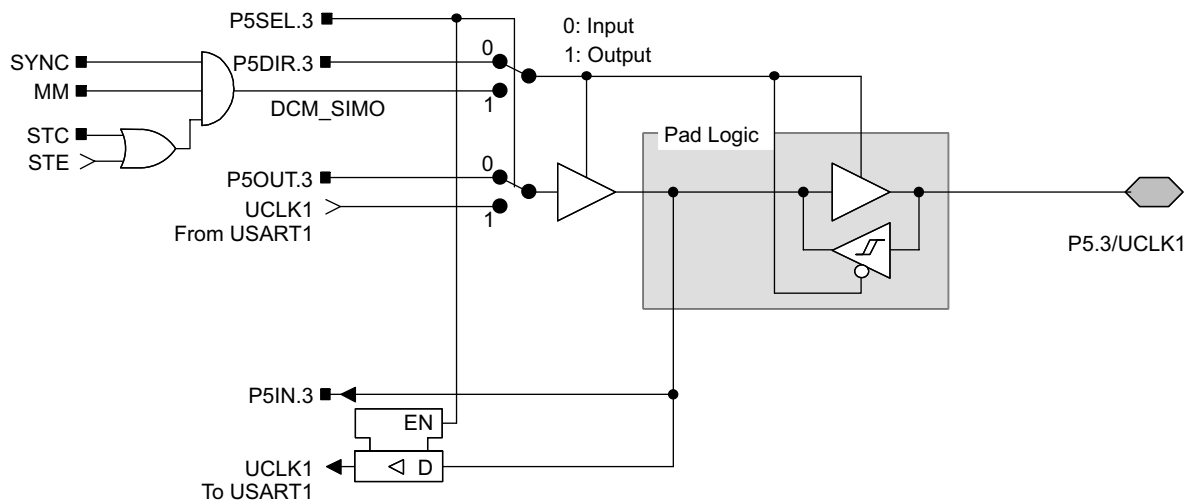 P5SEL.3
0: Input
1: Output
SYNC
P5DIR.3
0
MM
1
DCM_SIMO
STC
STE
Pad Logic
P5OUT.3
0
UCLK1
1
From USART1
P5.3/UCLK1
P5IN.3
EN
UCLK1
D
To USART1